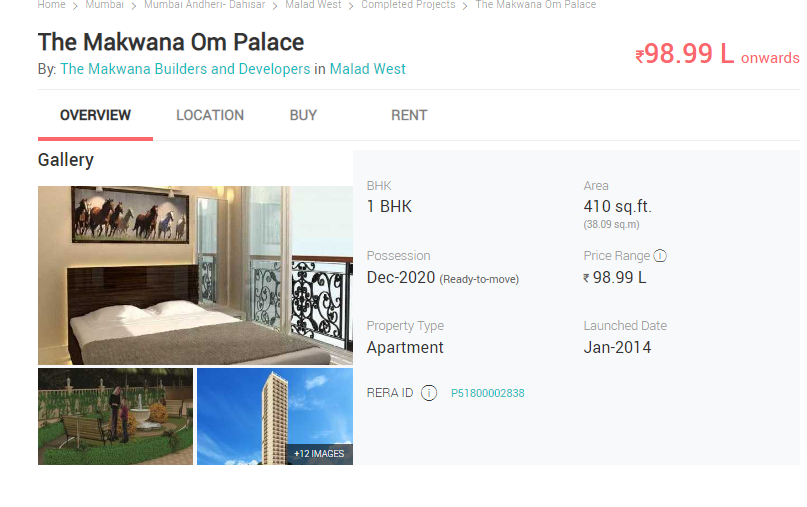 Home > Mumbai > Mumbai Andheri- Dahisar > Malad West > Completed Projects > The Makwana Om Palace
The Makwana Om Palace
₹98.99 L onwards
By: The Makwana Builders and Developers in Malad West
OVERVIEW LOCATION BUY RENT
Gallery
BHK
1 BHK
Area
410 sq.ft.
(38.09 sq.m)
Possession
Dec-2020 (Ready-to-move)
Price Range
₹ 98.99 L
Property Type
Apartment
Launched Date
Jan-2014
RERA ID P51800002838
+12 IMAGES